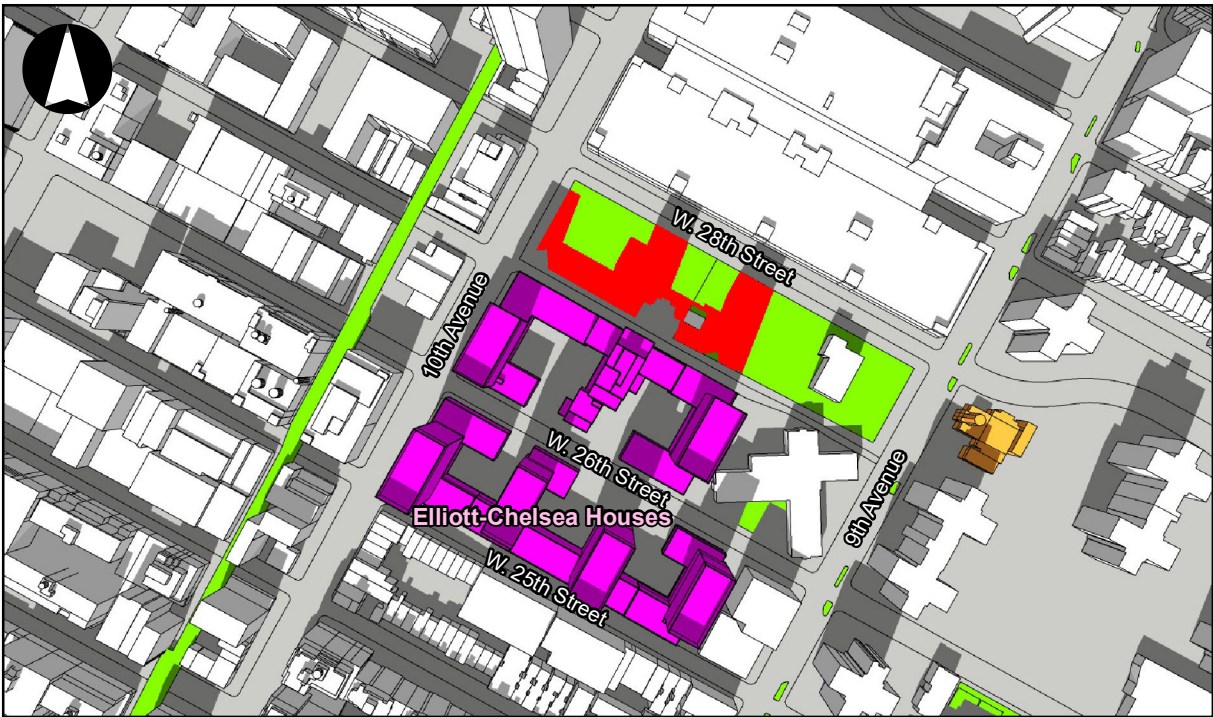 W. 28th Street
10th Avenue
W. 26th Street
9th Avenue
Elliott-Chelsea Houses
W. 25th Street